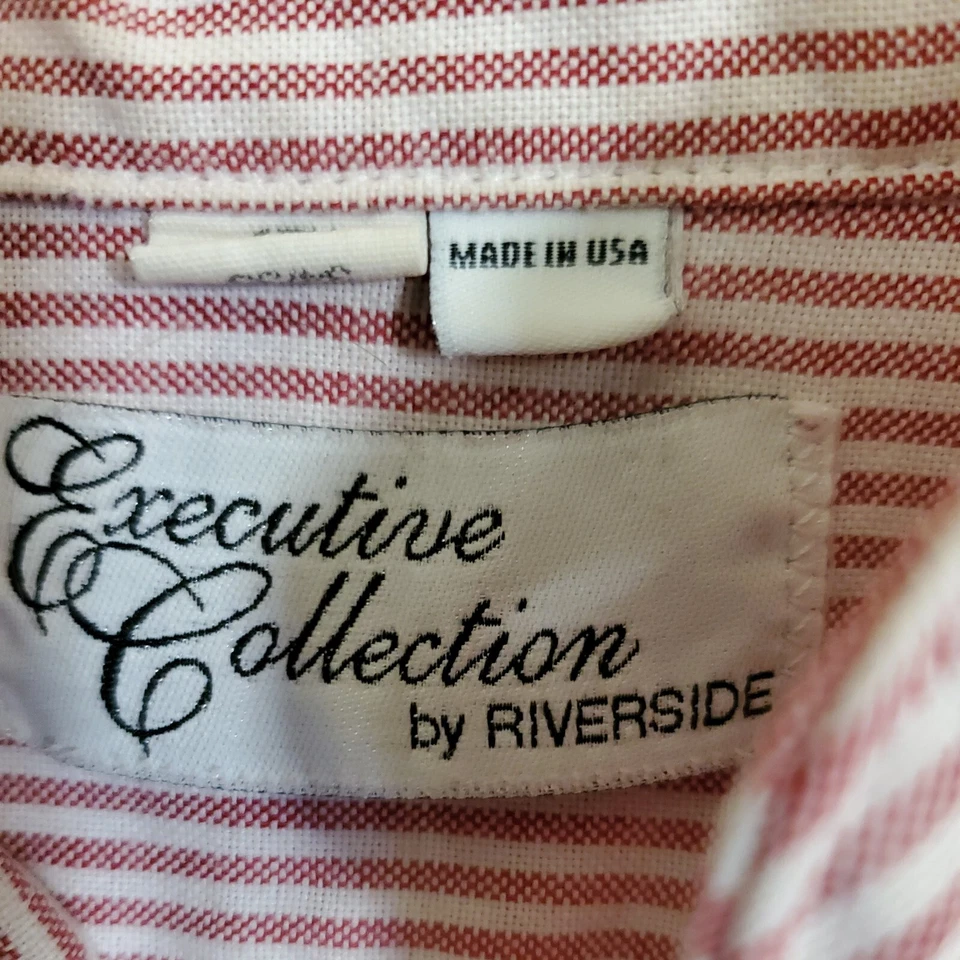 MADE IN USA
Executive
Collection
by RIVERSIDE